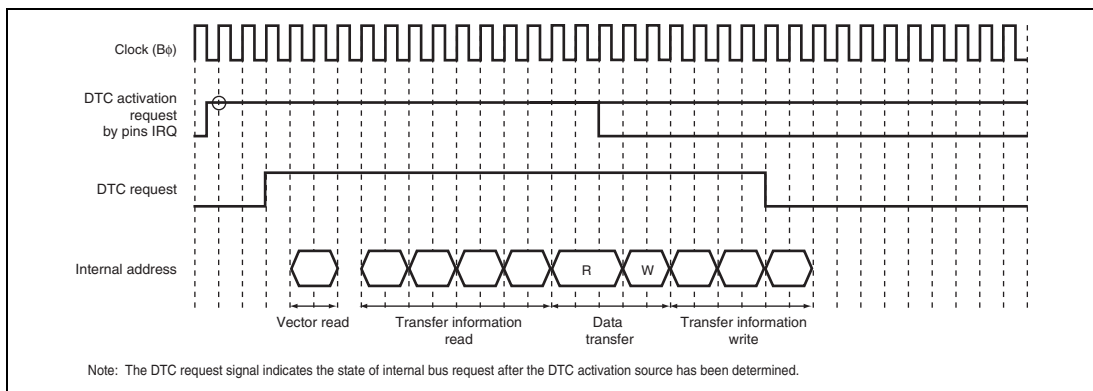 Clock (Bϕ)
DTC activation
request
by pins IRQ
DTC request
Internal address
R
W
Vector read
Transfer information
read
Data
transfer
Transfer information
write
Note: The DTC request signal indicates the state of internal bus request after the DTC activation source has been determined.